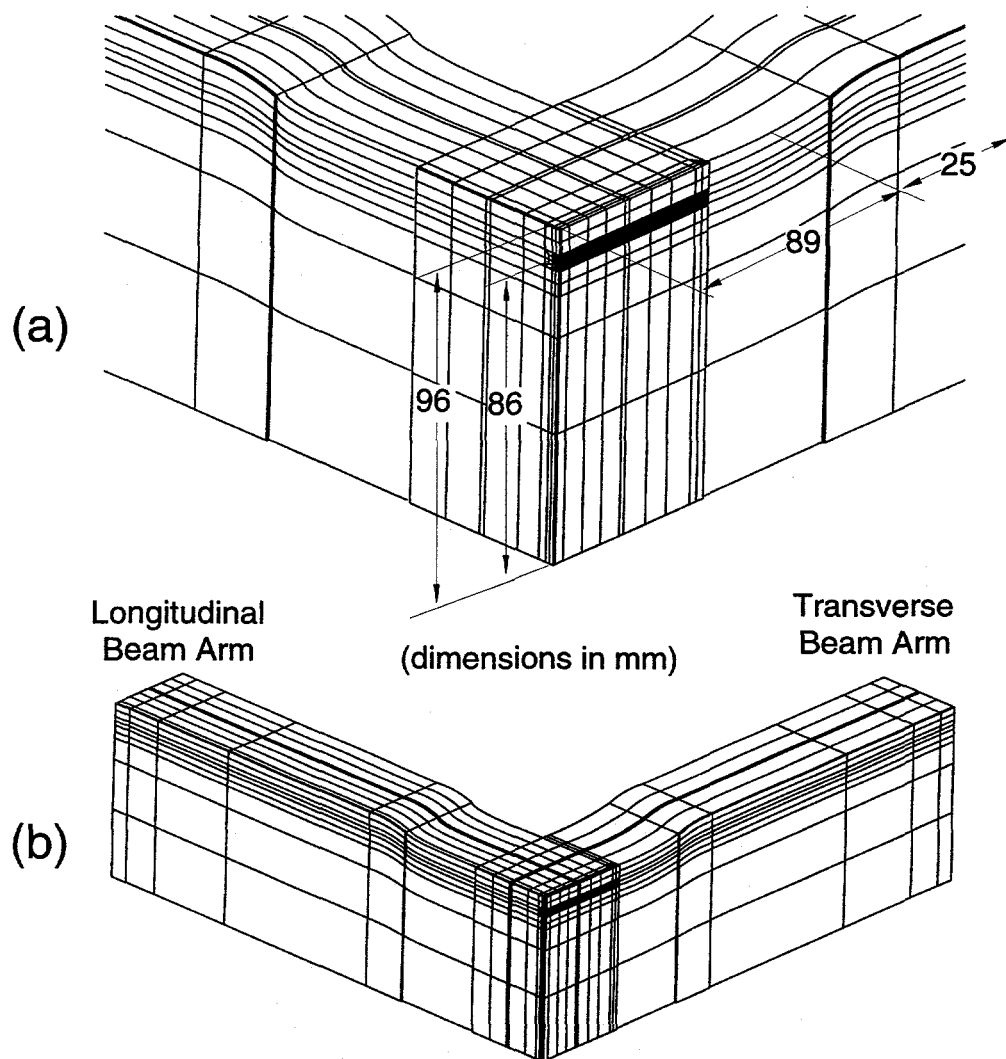 25
89
(a)
96
86
Longitudinal
Beam Arm
(dimensions in mm)
Transverse
Beam Arm
(b)